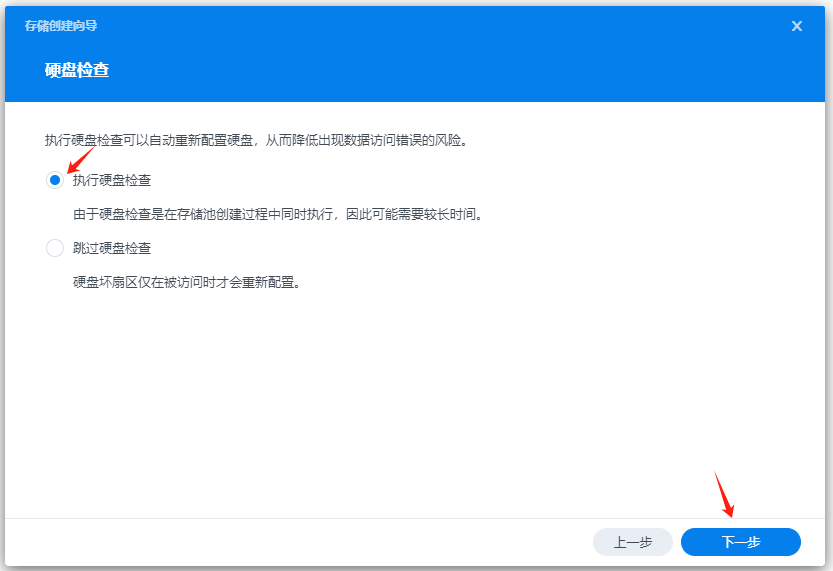 存储创建向导
硬盘检查
执行硬盘检查可以自动重新配置硬盘，从而降低出现数据访问错误的风险。
执行硬盘检查
由于硬盘检查是在存储池创建过程中同时执行，因此可能需要较长时间。
跳过硬盘检查
硬盘坏扇区仅在被访问时才会重新配置。
上一步
下一步